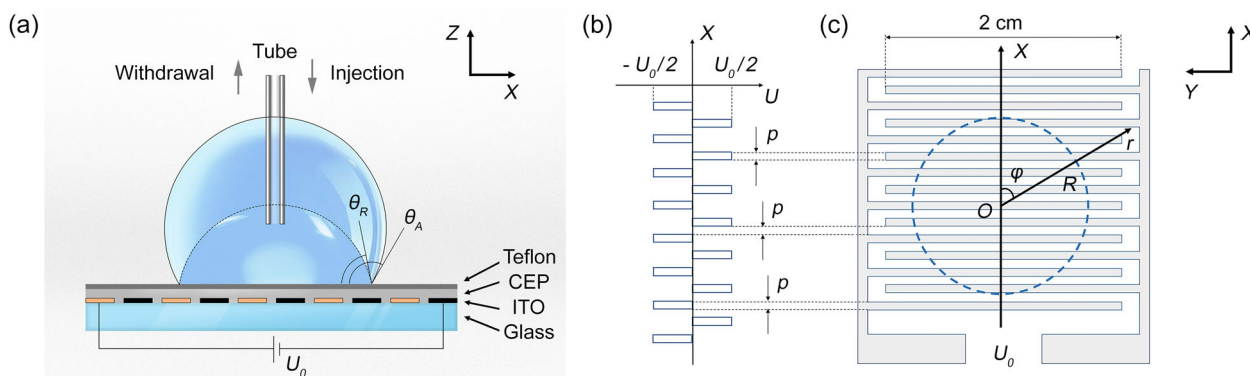 (a)
Z
X
Tube
Withdrawal
Injection
θR
θA
Teflon
CEP
ITO
Glass
U0
(b)
X
- U0/2
U0/2
U
p
p
p
(c)
2 cm
X
X
Y
r
φ
R
O
U0